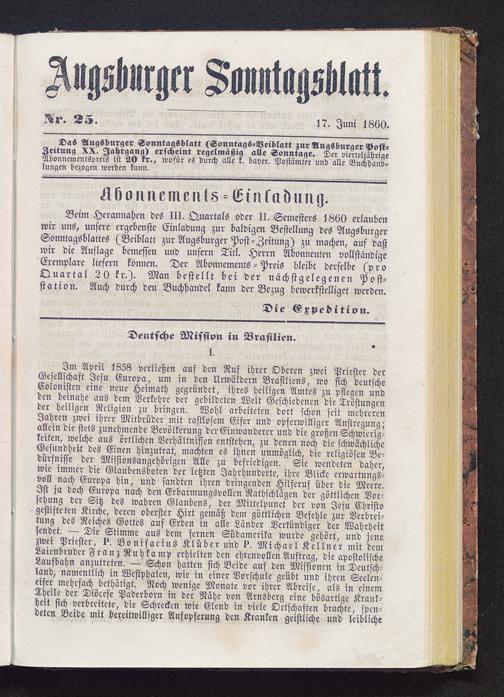 Augsburger Sonntagsblatt.
Nr. 25.
17. Juni 1860.
Das Augsburger Sonntagsblatt (Sonntags-Beiblatt zur Augsburger Post-
Zeitung XX. Jahrgang) erscheint regelmäßig alle Sonntage. Der vierteljährige
Abonnementspreis ist 20 kr., wofür es durch alle k. bayer. Postämter und alle Buchhand-
lungen bezogen werden kann.
Abonnements-Einladung.
Beim Herannahen des III. Quartals oder II. Semesters 1860 erlauben
wir uns, unsere ergebenste Einladung zur baldigen Bestellung des Augsburger
Sonntagsblattes (Beiblatt zur Augsburger Post-Zeitung) zu machen, auf daß
wir die Auflage bemessen und unsern Titl. Herrn Abonnenten vollständige
Exemplare liefern können. Der Abonnements-Preis bleibt derselbe (pro
Quartal 20 kr.). Man bestellt bei der nächstgelegenen Post-
station. Auch durch den Buchhandel kann der Bezug bewerkstelliget werden.
Die Expedition.
Deutsche Mission in Brasilien.
I.
Im April 1858 verließen auf den Ruf ihrer Oberen zwei Priester der
Gesellschaft Jesu Europa, um in den Urwäldern Brasiliens, wo sich deutsche
Colonisten eine neue Heimath gegründet, ihres heiligen Amtes zu pflegen und
den beinahe aus dem Verkehre der gebildeten Welt Geschiedenen die Tröstungen
der heiligen Religion zu bringen. Wohl arbeiteten dort schon seit mehreren
Jahren zwei ihrer Mitbrüder mit rastlosem Eifer und opferwilliger Anstregung;
allein die stets zunehmende Bevölkerung der Einwanderer und die großen Schwierig-
keiten, welche aus örtlichen Verhältnissen entstehen, zu denen noch die schwächliche
Gesundheit des Einen hinzutrat, machten es ihnen unmöglich, die religiösen Be-
dürfnisse der Missionsangehörigen Alle zu befriedigen. Sie wendeten daher,
wie immer die Glaubensboten der letzten Jahrhunderte, ihre Blicke erwartungs-
voll nach Europa hin, und sandten ihren dringenden Hilferuf über die Meere.
Ist ja doch Europa nach den Erbarmungsvollen Rathschlägen der göttlichen Vor-
sehung der Sitz des wahren Glaubens, der Mittelpunct der von Jesu Christo
gestifteten Kirche, deren oberster Hirt gemäß dem göttlichen Befehle zur Verbrei-
tung des Reiches Gottes auf Erden in alle Länder Verkündiger der Wahrheit
sendet. — Die Stimme aus dem fernen Südamerika wurde gehört, und jene
zwei Priester, P. Bonifacius Klüber und P. Michael Kellner mit dem
Laienbruder Franz Ruhkamp erhielten den ehrenvollen Auftrag, die apostolische
Laufbahn anzutreten. — Schon hatten sich Beide auf den Missionen in Deutsch-
land, namentlich in Westphalen, wie in einer Vorschule geübt und ihren Seelen-
eifer mehrfach bethätigt. Noch wenige Monate vor ihrer Abreise, als in einem
Theile der Diöcese Paderborn in der Nähe von Arnsberg eine bösartige Krank-
heit sich verbreitete, die Schrecken wie Elend in viele Ortschaften brachte, spen-
deten Beide mit bereitwilliger Aufopferung den Kranken geistliche und leibliche